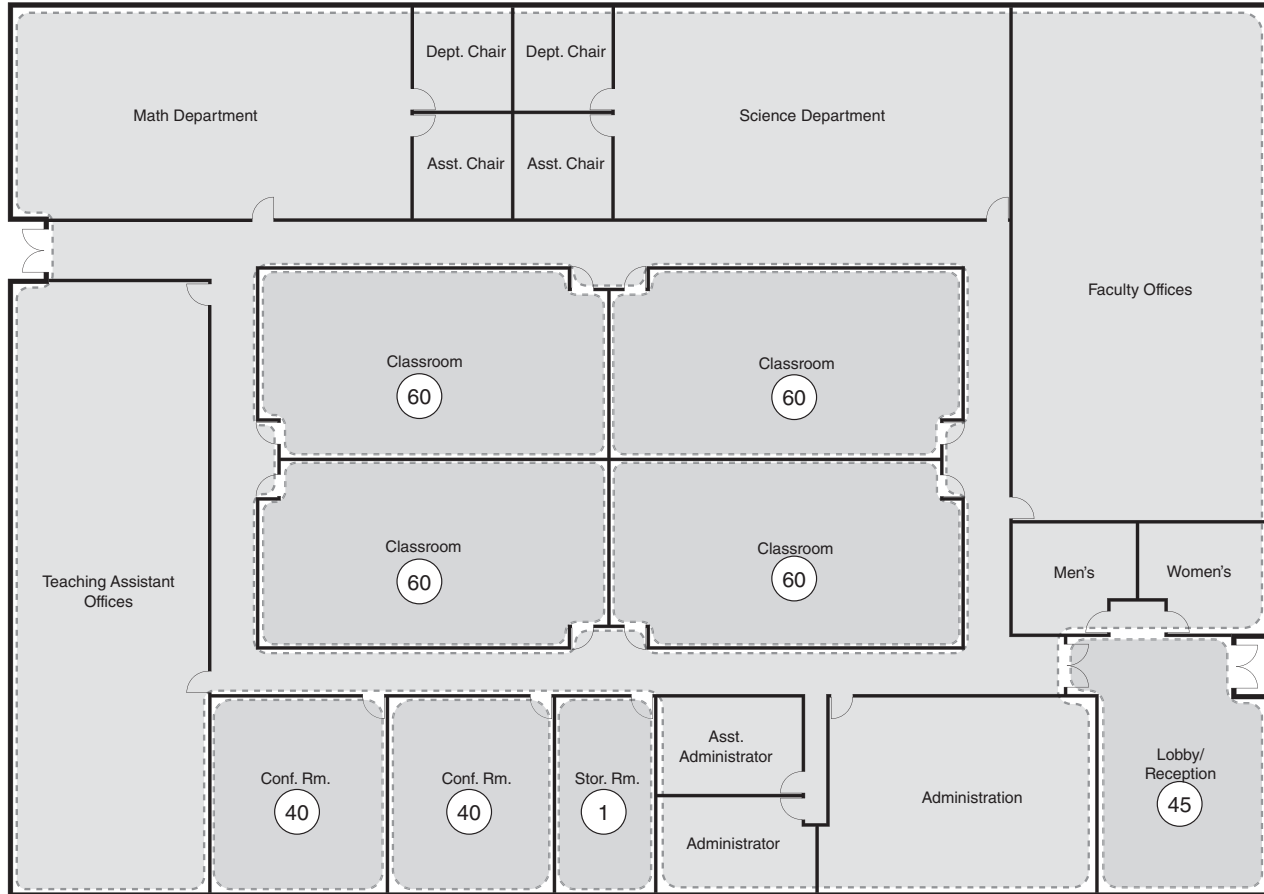 Dept. Chair
Dept. Chair
Math Department
Science Department
Asst. Chair
Asst. Chair
Faculty Offices
Classroom
60
Classroom
60
Classroom
60
Classroom
60
Teaching Assistant
Offices
Men’s
Women’s
Asst.
Administrator
Conf. Rm.
40
Conf. Rm.
40
Stor. Rm.
1
Administrator
Administration
Lobby/
Reception
45